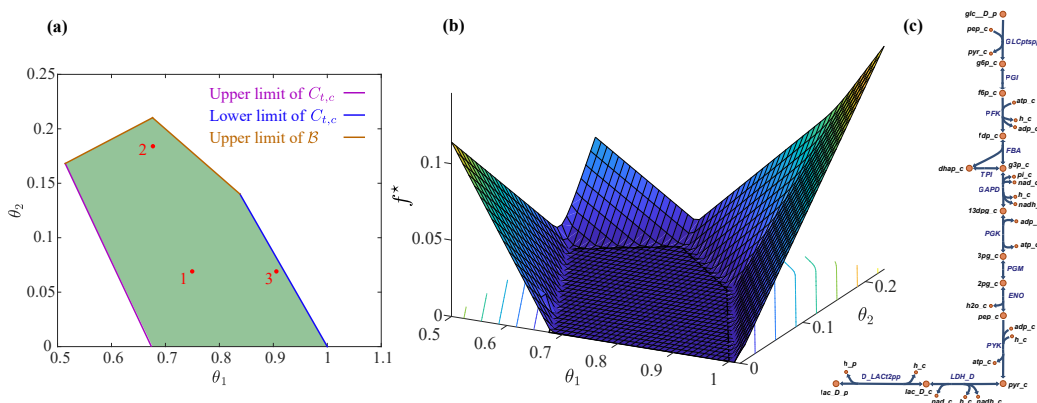 (a)
0.25
0.2
0.15
0.1
0.05
0
θ₂
0.5
0.6
0.7
0.8
0.9
1
1.1
θ₁
Upper limit of C_{t,c}
Lower limit of C_{t,c}
Upper limit of ℬ
1
2
3
(b)
f⋆
0.1
0.05
0
0.5
0.6
0.7
0.8
0.9
1
θ₁
0
0.1
0.2
θ₂
(c)
glc__D_p
pep_c
GLCptspp
pyr_c
g6p_c
PGI
f6p_c
atp_c
PFK
h_c
adp_c
fdp_c
FBA
dhap_c
g3p_c
TPI
pi_c
nad_c
GAPD
h_c
nadh_c
13dpg_c
adp_c
PGK
atp_c
3pg_c
PGM
2pg_c
ENO
h2o_c
pep_c
adp_c
h_c
PYK
atp_c
h_p
D_LACt2pp
h_c
LDH_D
lac_D_p
lac_D_c
pyr_c
nad_c
h_c
nadh_c